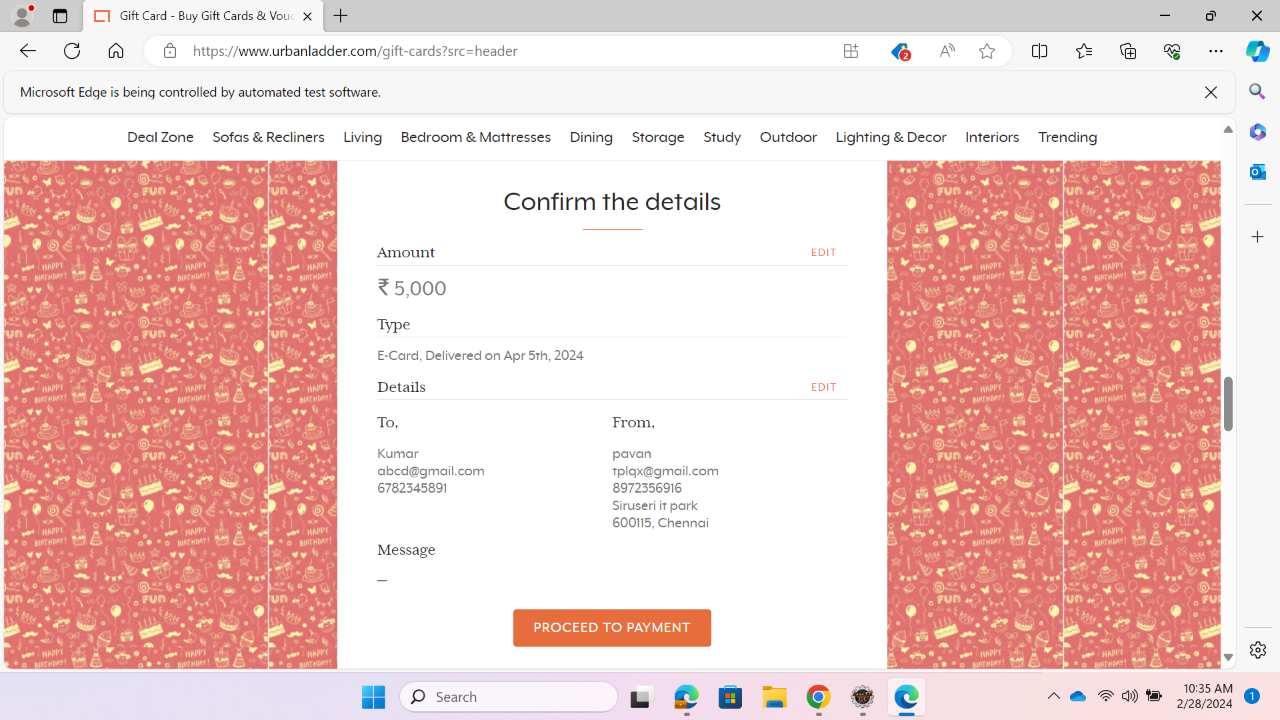 Gift Card - Buy Gift Cards & Vou
https://www.urbanladder.com/gift-cards?src=header
2
Microsoft Edge is being controlled by automated test software.
Deal Zone Sofas & Recliners Living Bedroom & Mattresses Dining Storage Study Outdoor Lighting & Decor Interiors Trending
Confirm the details
Amount EDIT
₹ 5,000
Type
E-Card, Delivered on Apr 5th, 2024
Details EDIT
To, From,
Kumar pavan
abcd@gmail.com tplqx@gmail.com
6782345891 8972356916
Siruseri it park
600115, Chennai
Message
—
PROCEED TO PAYMENT
Search
10:35 AM
2/28/2024
1